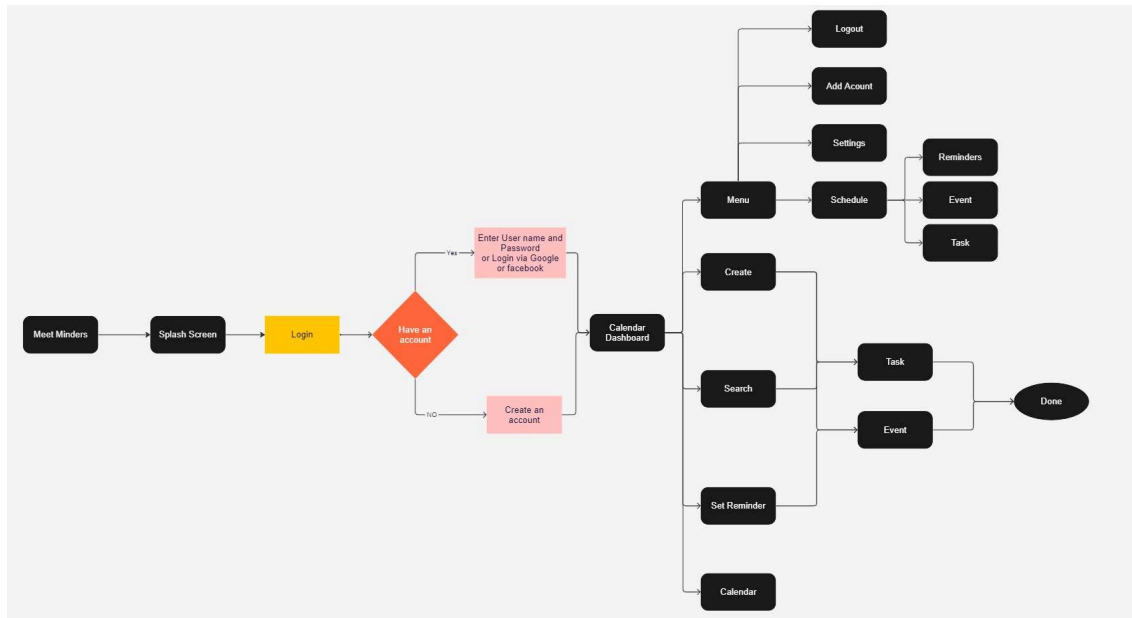 Logout
Add Acount
Settings
Reminders
Menu
Schedule
Event
Task
Enter User name and
Password
or Login via Google
or facebook
Yes
Create
Meet Minders
Splash Screen
Login
Have an
account
Calendar
Dashboard
Task
Search
Done
NO
Create an
account
Event
Set Reminder
Calendar